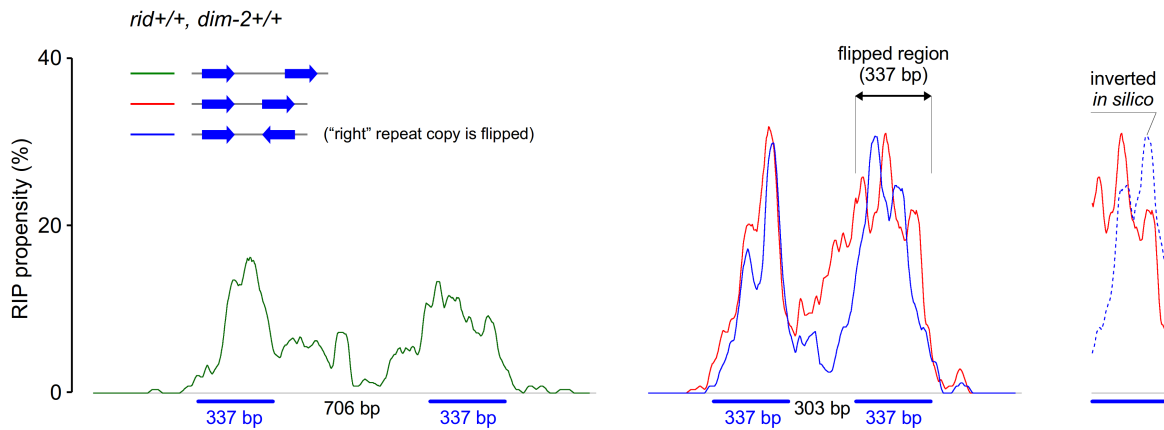 rid+/+, dim-2+/+
40
20
0
RIP propensity (%)
(“right” repeat copy is flipped)
337 bp
706 bp
337 bp
flipped region
(337 bp)
337 bp
303 bp
337 bp
inverted
in silico